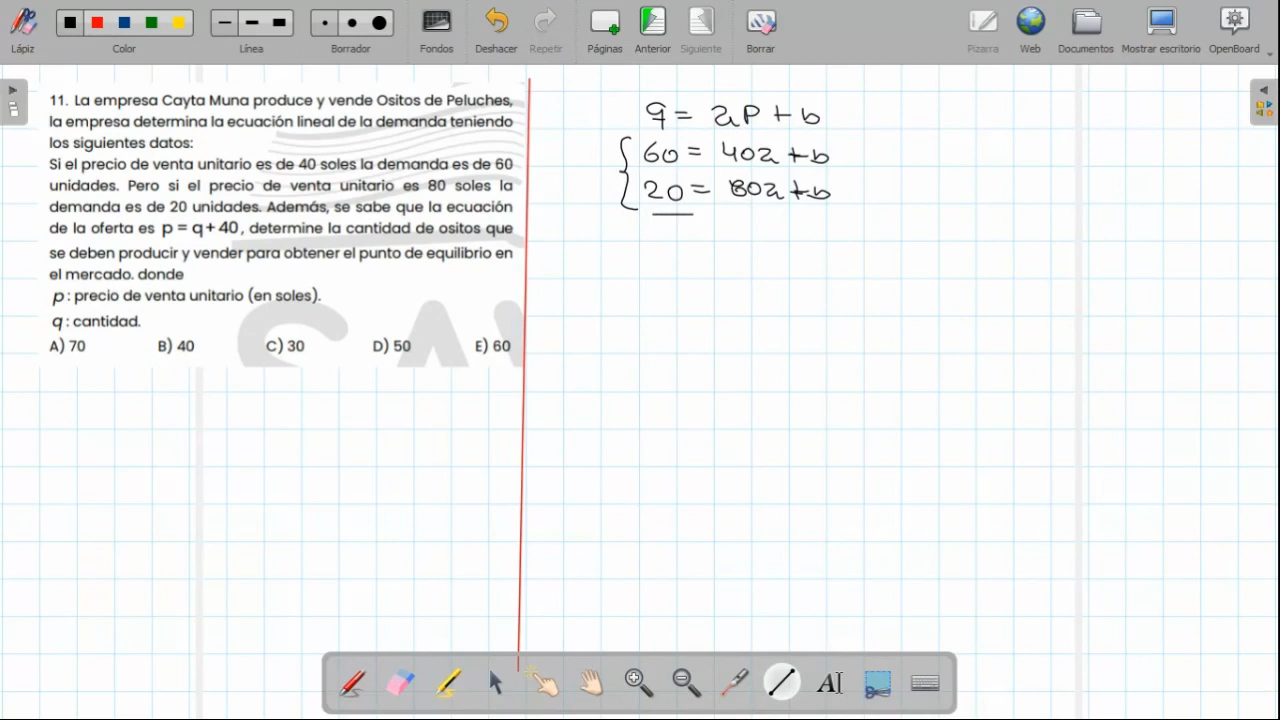 Lápiz
Color
Línea
Borrador
Fondos
Deshacer
Repetir
Páginas
Anterior
Siguiente
Borrar
Pizarra
Web
Documentos
Mostrar escritorio
OpenBoard
11. La empresa Cayta Muna produce y vende Ositos de Peluches,
la empresa determina la ecuación lineal de la demanda teniendo
los siguientes datos:
Si el precio de venta unitario es de 40 soles la demanda es de 60
unidades. Pero si el precio de venta unitario es 80 soles la
demanda es de 20 unidades. Además, se sabe que la ecuación
de la oferta es p = q + 40, determine la cantidad de ositos que
se deben producir y vender para obtener el punto de equilibrio en
el mercado. donde
p: precio de venta unitario (en soles).
q: cantidad.
A) 70 B) 40 C) 30 D) 50 E) 60
q = aP + b
60 = 40a + b
20 = 80a + b